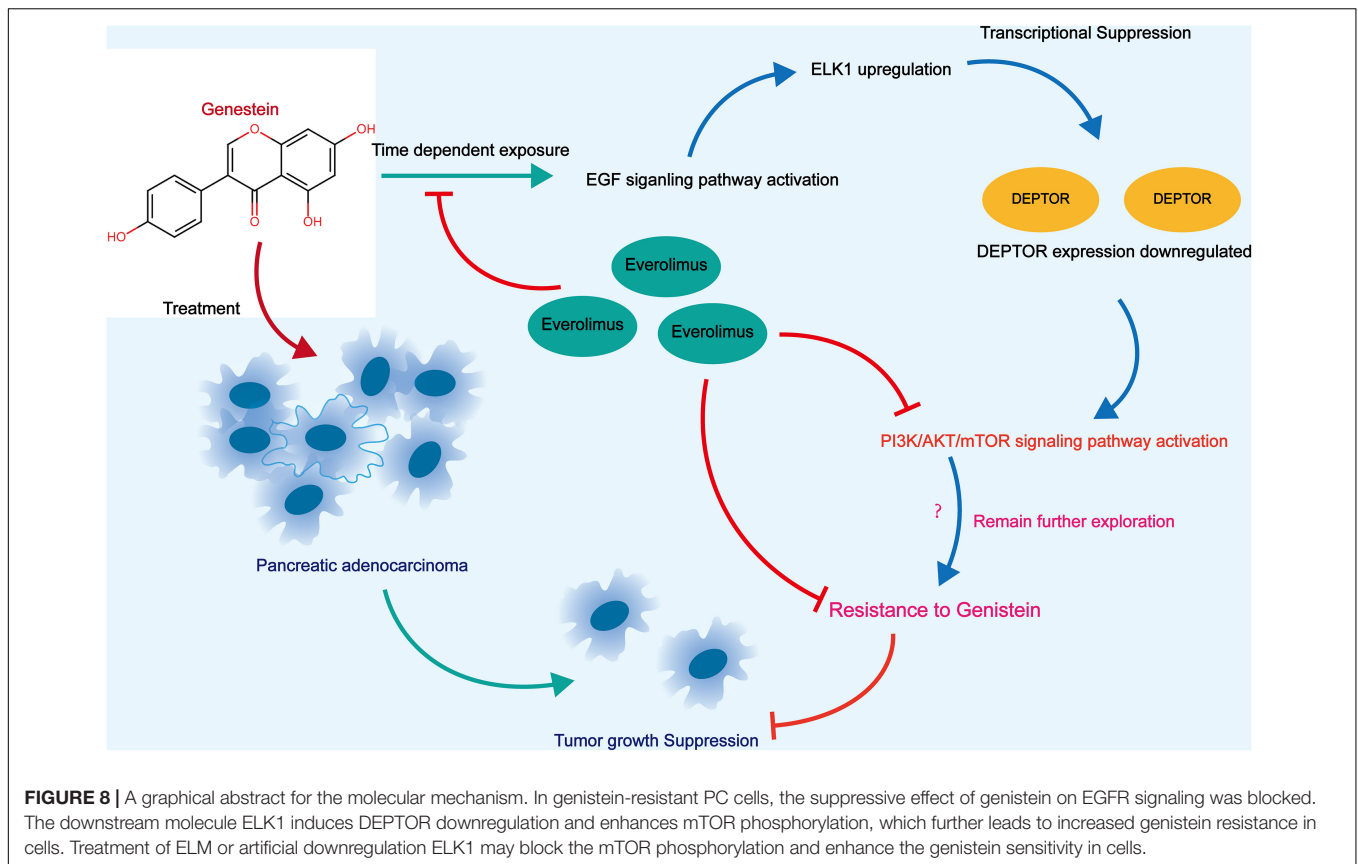 Transcriptional Suppression
ELK1 upregulation
Genestein
O
OH
Time dependent exposure
EGF siganling pathway activation
DEPTOR
DEPTOR
HO
O
OH
DEPTOR expression downregulated
Everolimus
Treatment
Everolimus
Everolimus
PI3K/AKT/mTOR signaling pathway activation
?
Remain further exploration
Pancreatic adenocarcinoma
Resistance to Genistein
Tumor growth Suppression
FIGURE 8 | A graphical abstract for the molecular mechanism. In genistein-resistant PC cells, the suppressive effect of genistein on EGFR signaling was blocked.
The downstream molecule ELK1 induces DEPTOR downregulation and enhances mTOR phosphorylation, which further leads to increased genistein resistance in
cells. Treatment of ELM or artificial downregulation ELK1 may block the mTOR phosphorylation and enhance the genistein sensitivity in cells.